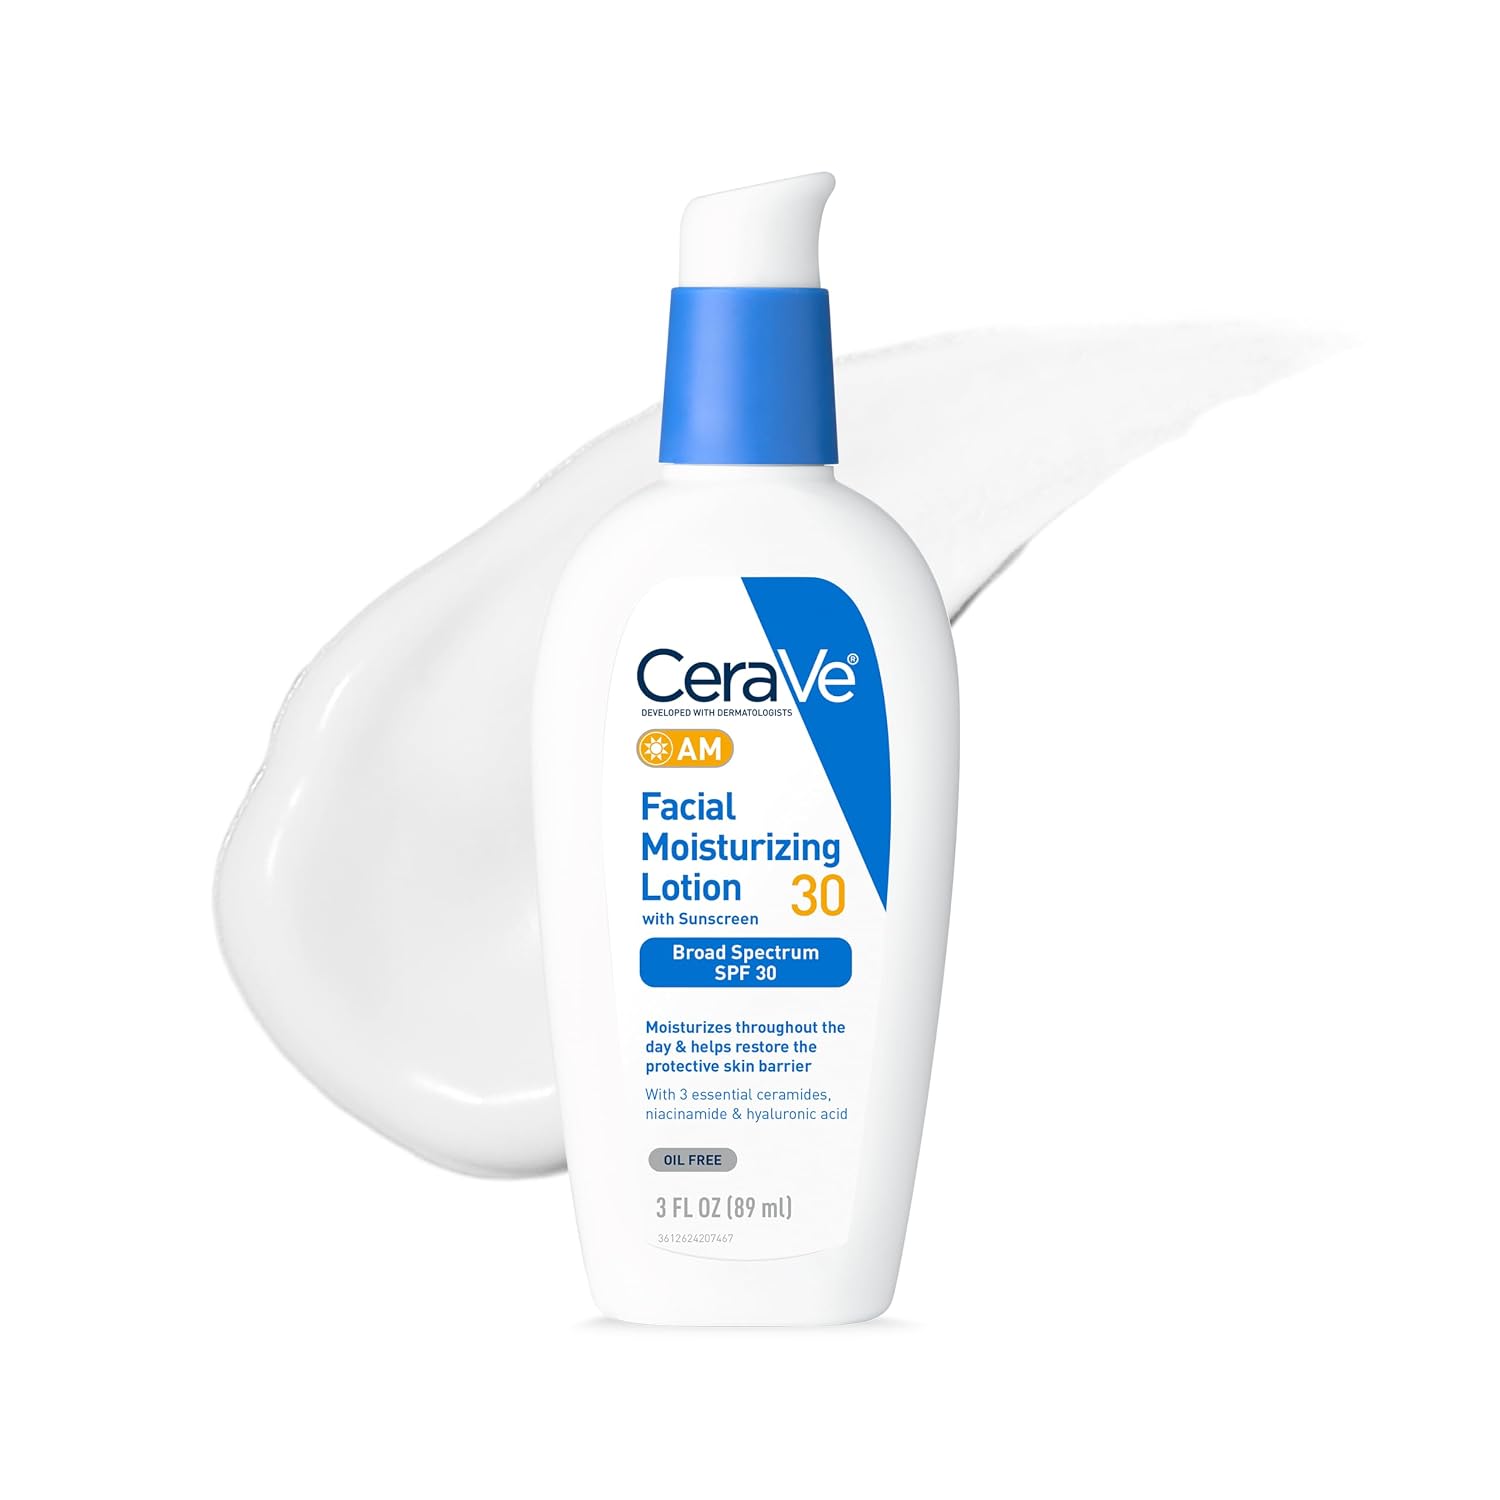 CeraVe®
DEVELOPED WITH DERMATOLOGISTS
AM
Facial
Moisturizing
Lotion 30
with Sunscreen
Broad Spectrum
SPF 30
Moisturizes throughout the
day & helps restore the
protective skin barrier
With 3 essential ceramides,
niacinamide & hyaluronic acid
OIL FREE
3 FL OZ (89 ml)
3612624207467